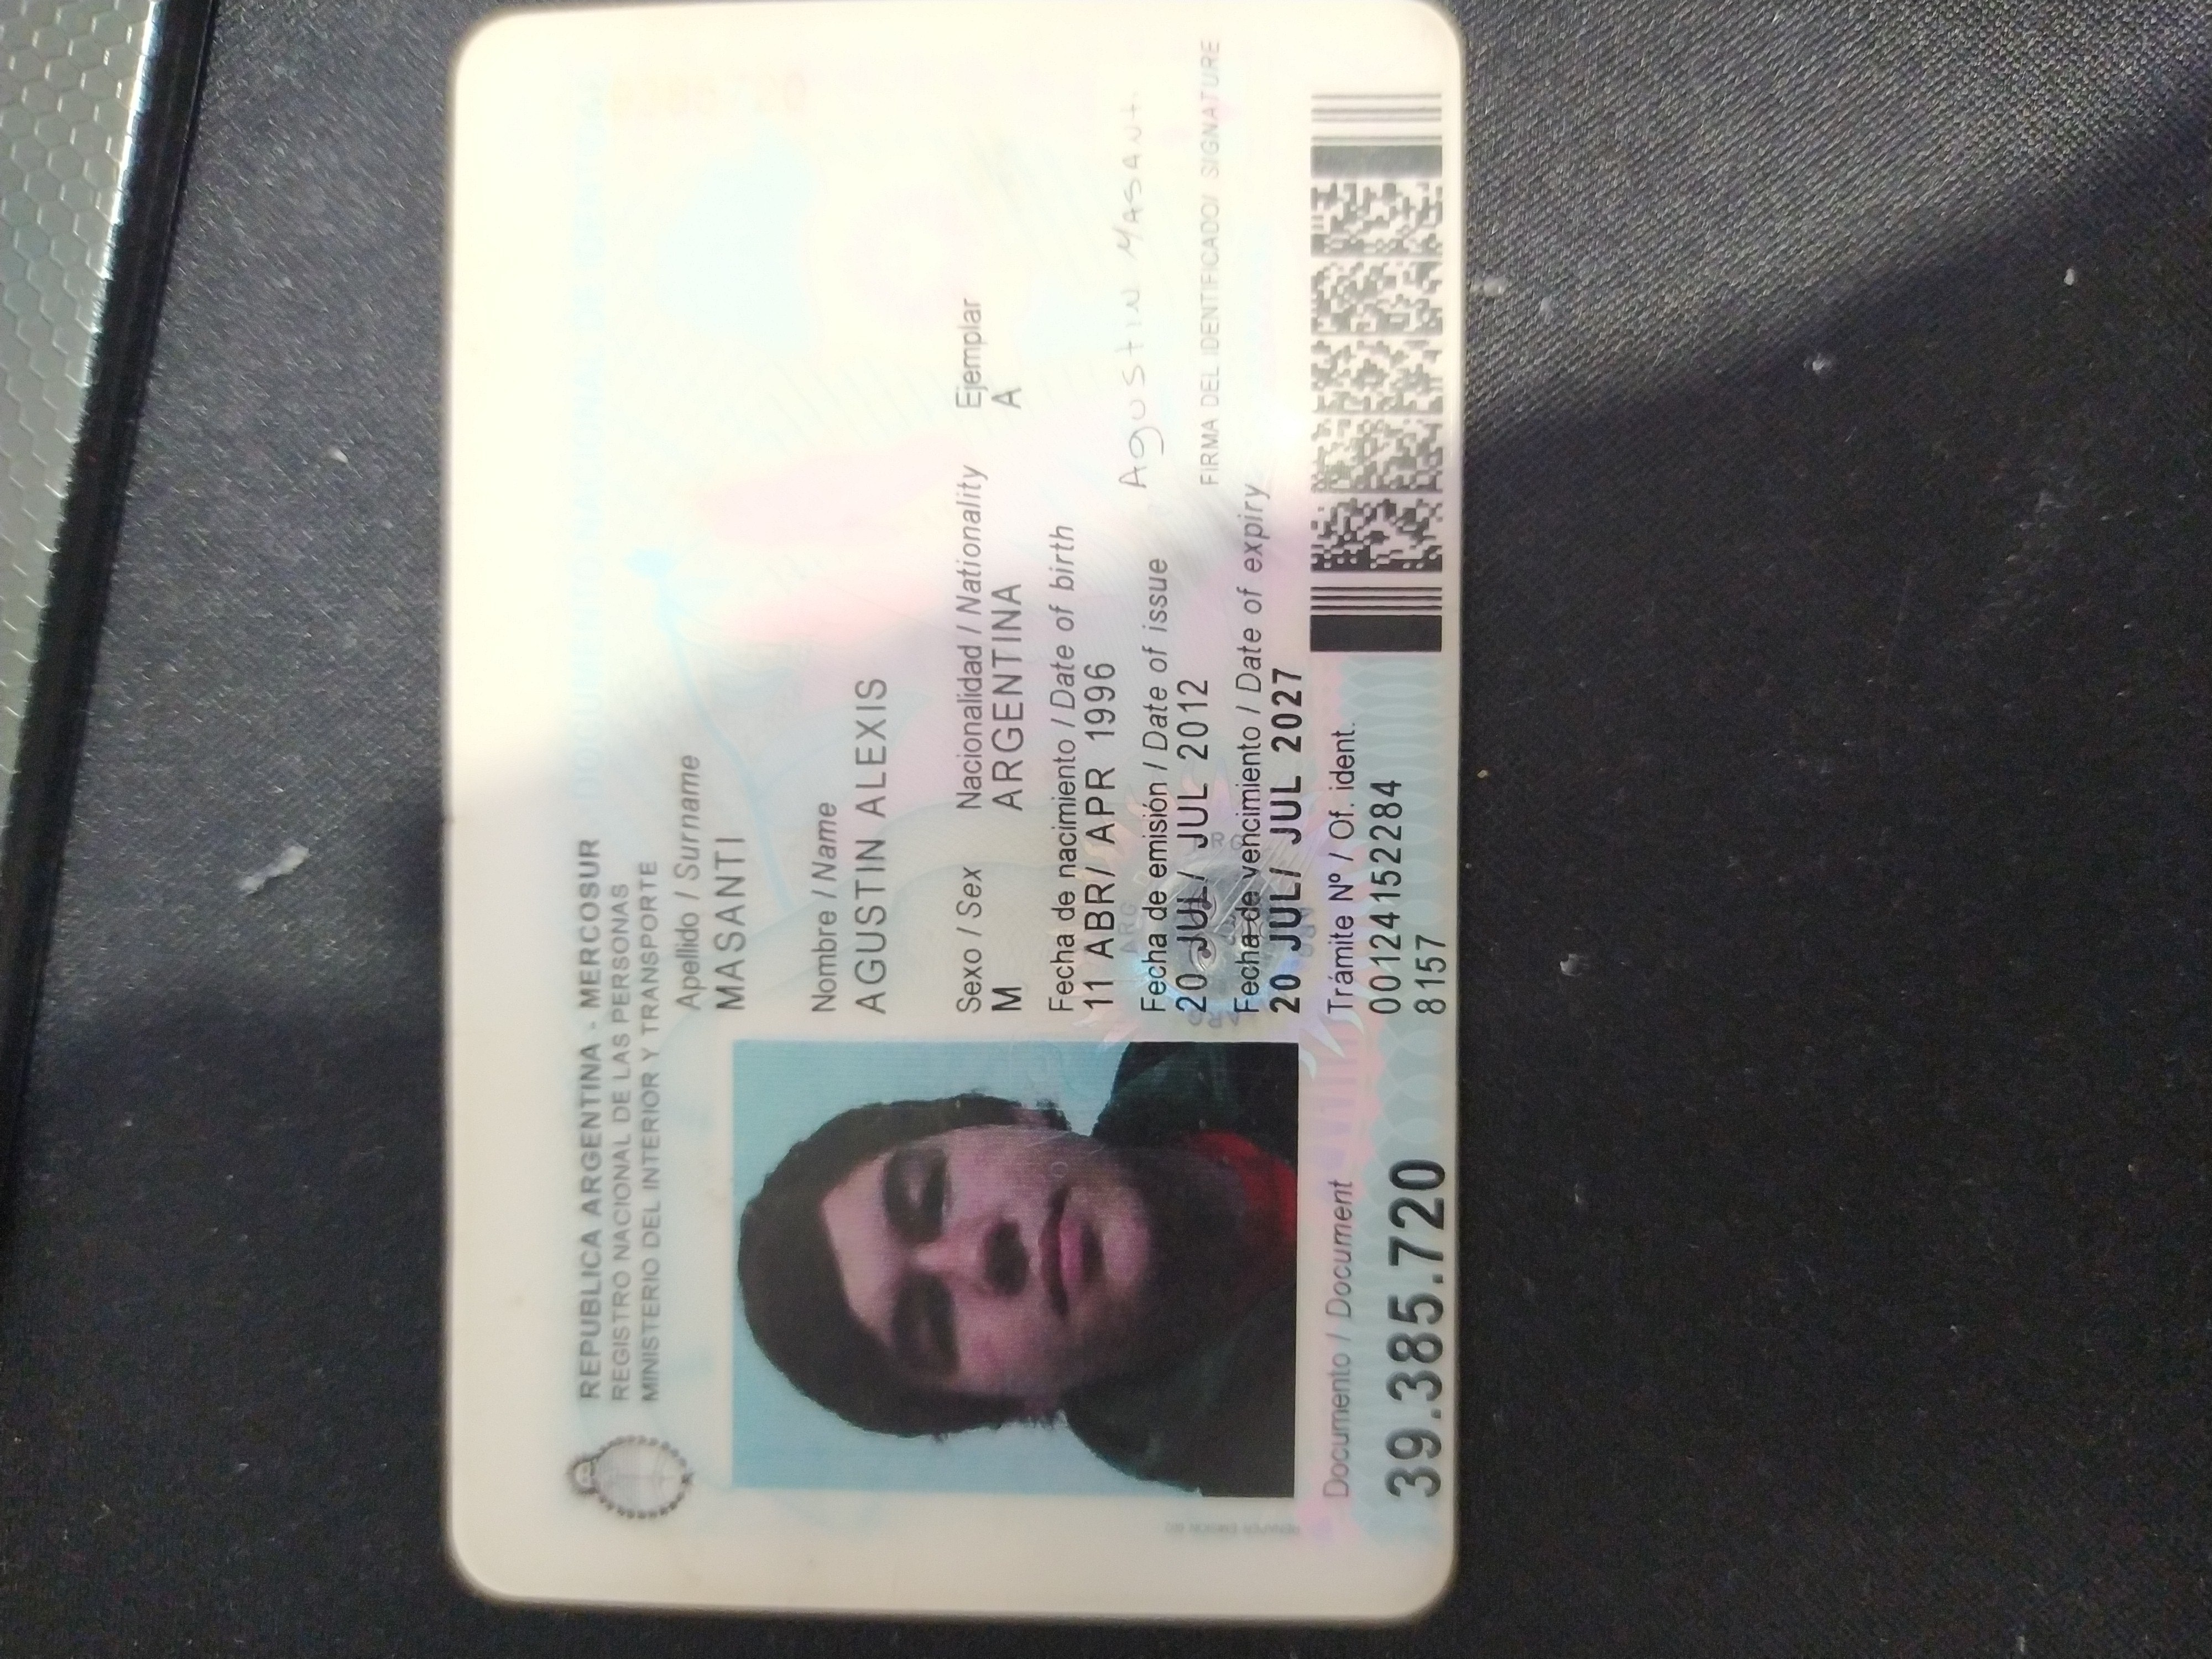 REPUBLICA ARGENTINA - MERCOSUR
DOCUMENTO NACIONAL DE IDENTIDAD
REGISTRO NACIONAL DE LAS PERSONAS
MINISTERIO DEL INTERIOR Y TRANSPORTE
Apellido / Surname
MASANTI
Nombre / Name
AGUSTIN ALEXIS
Sexo / Sex Nacionalidad / Nationality Ejemplar
M ARGENTINA A
Fecha de nacimiento / Date of birth
11 ABR/ APR 1996
Agustin Masanti
Fecha de emisión / Date of issue
20 JUL/ JUL 2012
FIRMA DEL IDENTIFICADO/ SIGNATURE
Fecha de vencimiento / Date of expiry
20 JUL/ JUL 2027
Documento / Document
39.385.720
Trámite Nº / Of. ident.
00124152284
8157
ARG
ARG
ARG